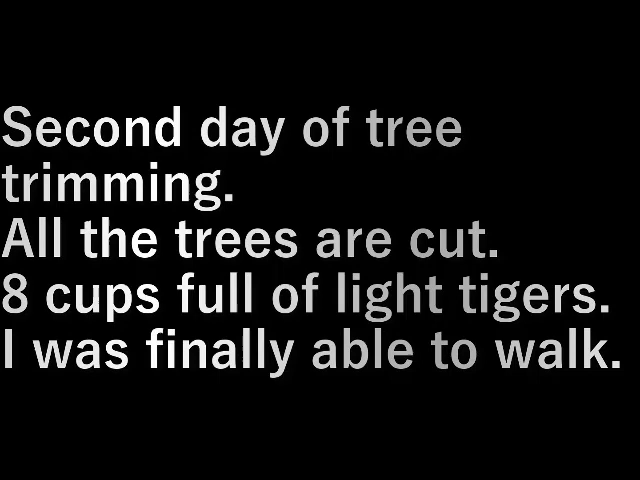 Second day of tree
trimming.
All the trees are cut.
8 cups full of light tigers.
I was finally able to walk.